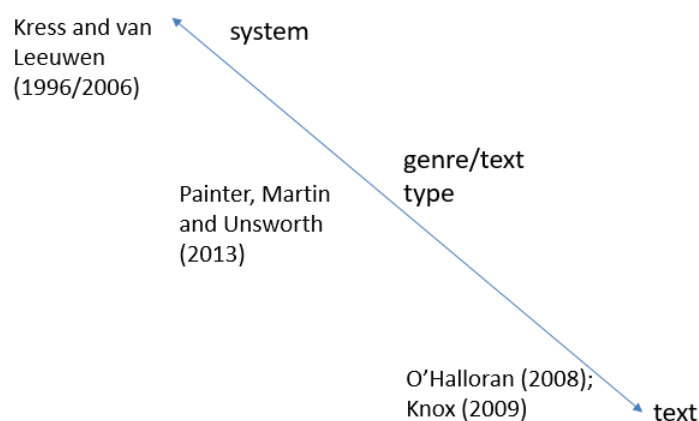 Kress and van
Leeuwen
(1996/2006)
system
genre/text
type
Painter, Martin
and Unsworth
(2013)
O’Halloran (2008);
Knox (2009)
text